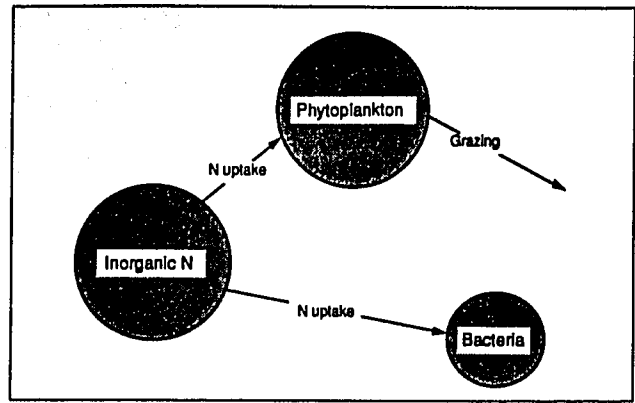 Phytoplankton
Grazing
N uptake
Inorganic N
N uptake
Bacteria